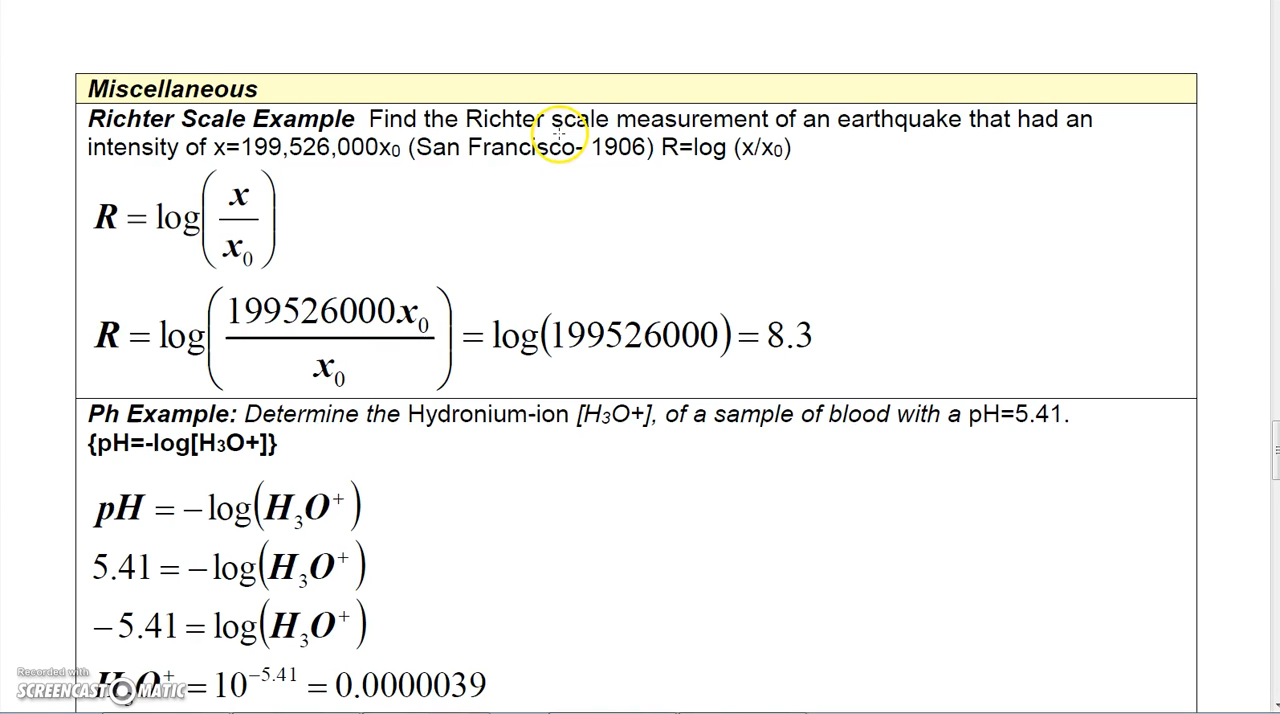 Miscellaneous
Richter Scale Example Find the Richter scale measurement of an earthquake that had an
intensity of x=199,526,000x₀ (San Francisco- 1906) R=log (x/x₀)
R = log(x/x₀)
R = log(199526000x₀/x₀) = log(199526000) = 8.3
Ph Example: Determine the Hydronium-ion [H₃O+], of a sample of blood with a pH=5.41.
{pH=-log[H₃O+]}
pH = −log(H₃O⁺)
5.41 = −log(H₃O⁺)
−5.41 = log(H₃O⁺)
H₃O⁺ = 10⁻⁵·⁴¹ = 0.0000039
Recorded with
SCREENCAST-O-MATIC